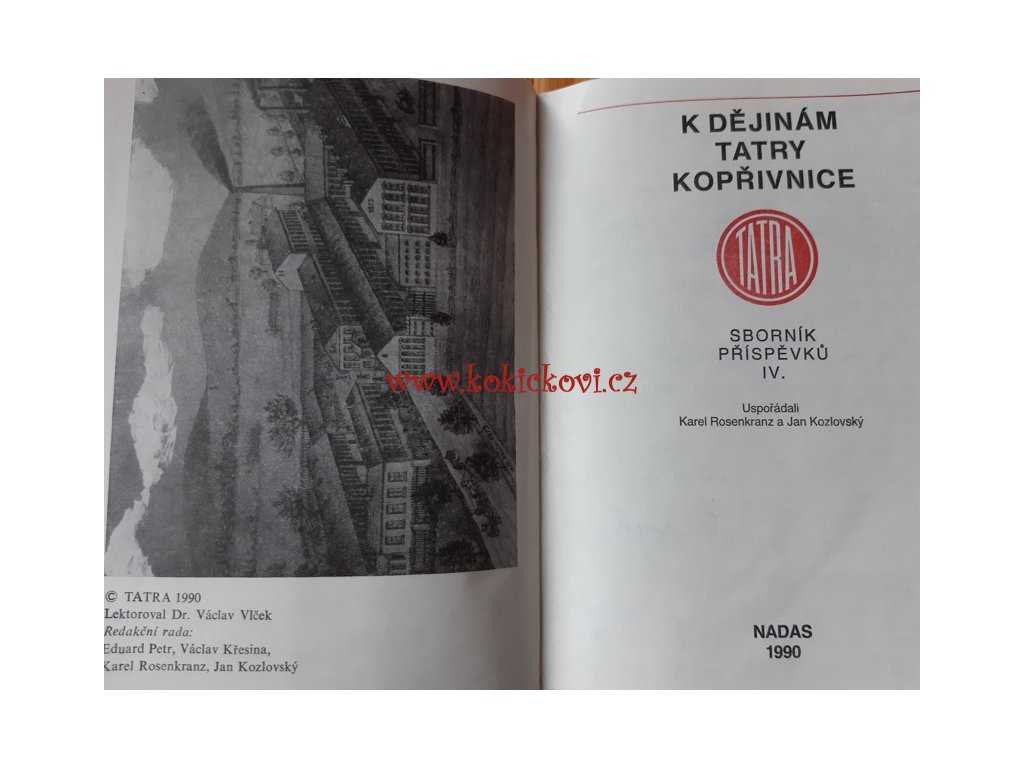 1873
© TATRA 1990
Lektoroval Dr. Václav Vlček
Redakční rada:
Eduard Petr, Václav Křesina,
Karel Rosenkranz, Jan Kozlovský
www.kokickovi.cz
K DĚJINÁM
TATRY
KOPŘIVNICE
TATRA
SBORNÍK
PŘÍSPĚVKŮ
IV.
Uspořádali
Karel Rosenkranz a Jan Kozlovský
NADAS
1990